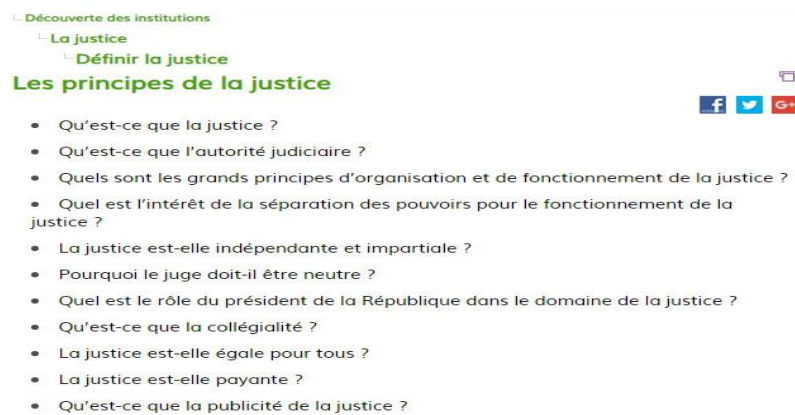 Découverte des institutions
La justice
Définir la justice
Les principes de la justice
f G+
• Qu'est-ce que la justice ?
• Qu'est-ce que l'autorité judiciaire ?
• Quels sont les grands principes d'organisation et de fonctionnement de la justice ?
• Quel est l'intérêt de la séparation des pouvoirs pour le fonctionnement de la
justice ?
• La justice est-elle indépendante et impartiale ?
• Pourquoi le juge doit-il être neutre ?
• Quel est le rôle du président de la République dans le domaine de la justice ?
• Qu'est-ce que la collégialité ?
• La justice est-elle égale pour tous ?
• La justice est-elle payante ?
• Qu'est-ce que la publicité de la justice ?